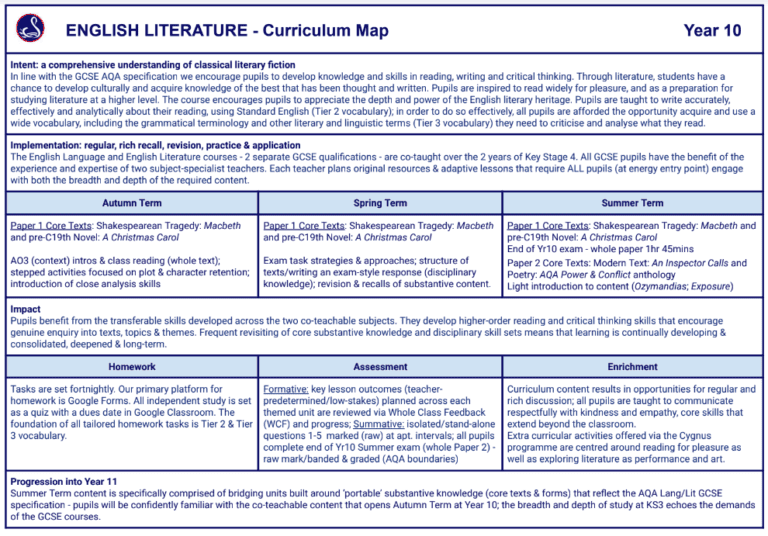 ENGLISH LITERATURE - Curriculum Map
Year 10
Intent: a comprehensive understanding of classical literary fiction
In line with the GCSE AQA specification we encourage pupils to develop knowledge and skills in reading, writing and critical thinking. Through literature, students have a
chance to develop culturally and acquire knowledge of the best that has been thought and written. Pupils are inspired to read widely for pleasure, and as a preparation for
studying literature at a higher level. The course encourages pupils to appreciate the depth and power of the English literary heritage. Pupils are taught to write accurately,
effectively and analytically about their reading, using Standard English (Tier 2 vocabulary); in order to do so effectively, all pupils are afforded the opportunity acquire and use a
wide vocabulary, including the grammatical terminology and other literary and linguistic terms (Tier 3 vocabulary) they need to criticise and analyse what they read.
Implementation: regular, rich recall, revision, practice & application
The English Language and English Literature courses - 2 separate GCSE qualifications - are co-taught over the 2 years of Key Stage 4. All GCSE pupils have the benefit of the
experience and expertise of two subject-specialist teachers. Each teacher plans original resources & adaptive lessons that require ALL pupils (at energy entry point) engage
with both the breadth and depth of the required content.
Autumn Term
Paper 1 Core Texts: Shakespearean Tragedy: Macbeth
and pre-C19th Novel: A Christmas Carol
AO3 (context) intros & class reading (whole text);
stepped activities focused on plot & character retention;
introduction of close analysis skills
Spring Term
Paper 1 Core Texts: Shakespearean Tragedy: Macbeth
and pre-C19th Novel: A Christmas Carol
Exam task strategies & approaches; structure of
texts/writing an exam-style response (disciplinary
knowledge); revision & recalls of substantive content.
Summer Term
Paper 1 Core Texts: Shakespearean Tragedy: Macbeth and
pre-C19th Novel: A Christmas Carol
End of Yr10 exam - whole paper 1hr 45mins
Paper 2 Core Texts: Modern Text: An Inspector Calls and
Poetry: AQA Power & Conflict anthology
Light introduction to content (Ozymandias; Exposure)
Impact
Pupils benefit from the transferable skills developed across the two co-teachable subjects. They develop higher-order reading and critical thinking skills that encourage
genuine enquiry into texts, topics & themes. Frequent revisiting of core substantive knowledge and disciplinary skill sets means that learning is continually developing &
consolidated, deepened & long-term.
Homework
Tasks are set fortnightly. Our primary platform for
homework is Google Forms. All independent study is set
as a quiz with a dues date in Google Classroom. The
foundation of all tailored homework tasks is Tier 2 & Tier
3 vocabulary.
Assessment
Formative: key lesson outcomes (teacher-
predetermined/low-stakes) planned across each
themed unit are reviewed via Whole Class Feedback
(WCF) and progress; Summative: isolated/stand-alone
questions 1-5 marked (raw) at apt. intervals; all pupils
complete end of Yr10 Summer exam (whole Paper 2) -
raw mark/banded & graded (AQA boundaries)
Enrichment
Curriculum content results in opportunities for regular and
rich discussion; all pupils are taught to communicate
respectfully with kindness and empathy, core skills that
extend beyond the classroom.
Extra curricular activities offered via the Cygnus
programme are centred around reading for pleasure as
well as exploring literature as performance and art.
Progression into Year 11
Summer Term content is specifically comprised of bridging units built around 'portable' substantive knowledge (core texts & forms) that reflect the AQA Lang/Lit GCSE
specification - pupils will be confidently familiar with the co-teachable content that opens Autumn Term at Year 10; the breadth and depth of study at KS3 echoes the demands
of the GCSE courses.